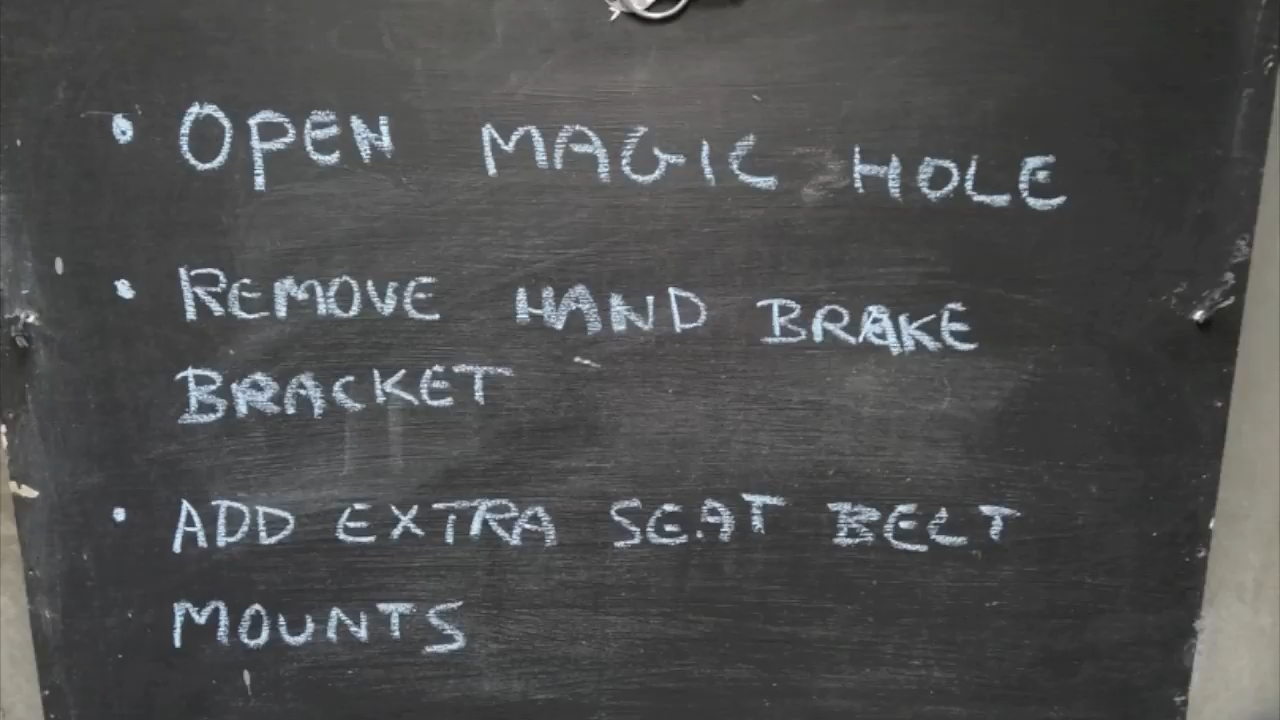 • OPEN MAGIC HOLE
• REMOVE HAND BRAKE
BRACKET
• ADD EXTRA SEAT BELT
MOUNTS